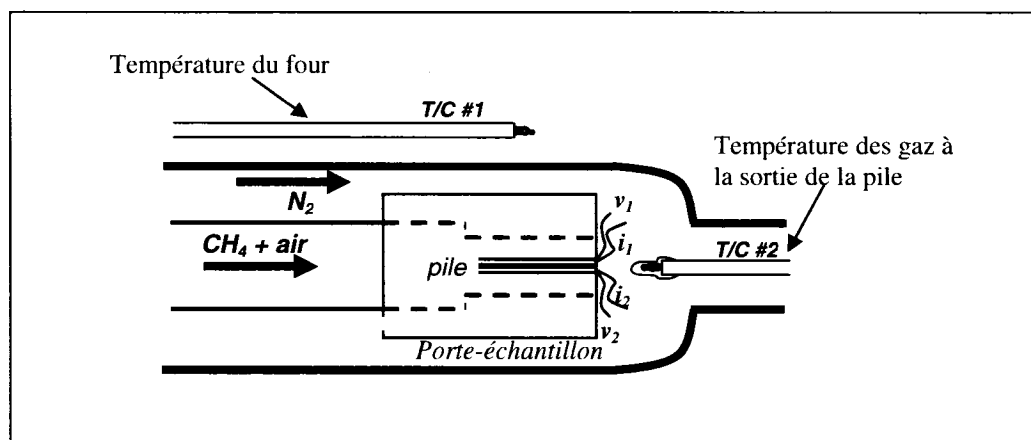 Température du four
T/C #1
Température des gaz à
la sortie de la pile
N₂
v₁
i₁
CH₄ + air
pile
T/C #2
i₂
v₂
Porte-échantillon